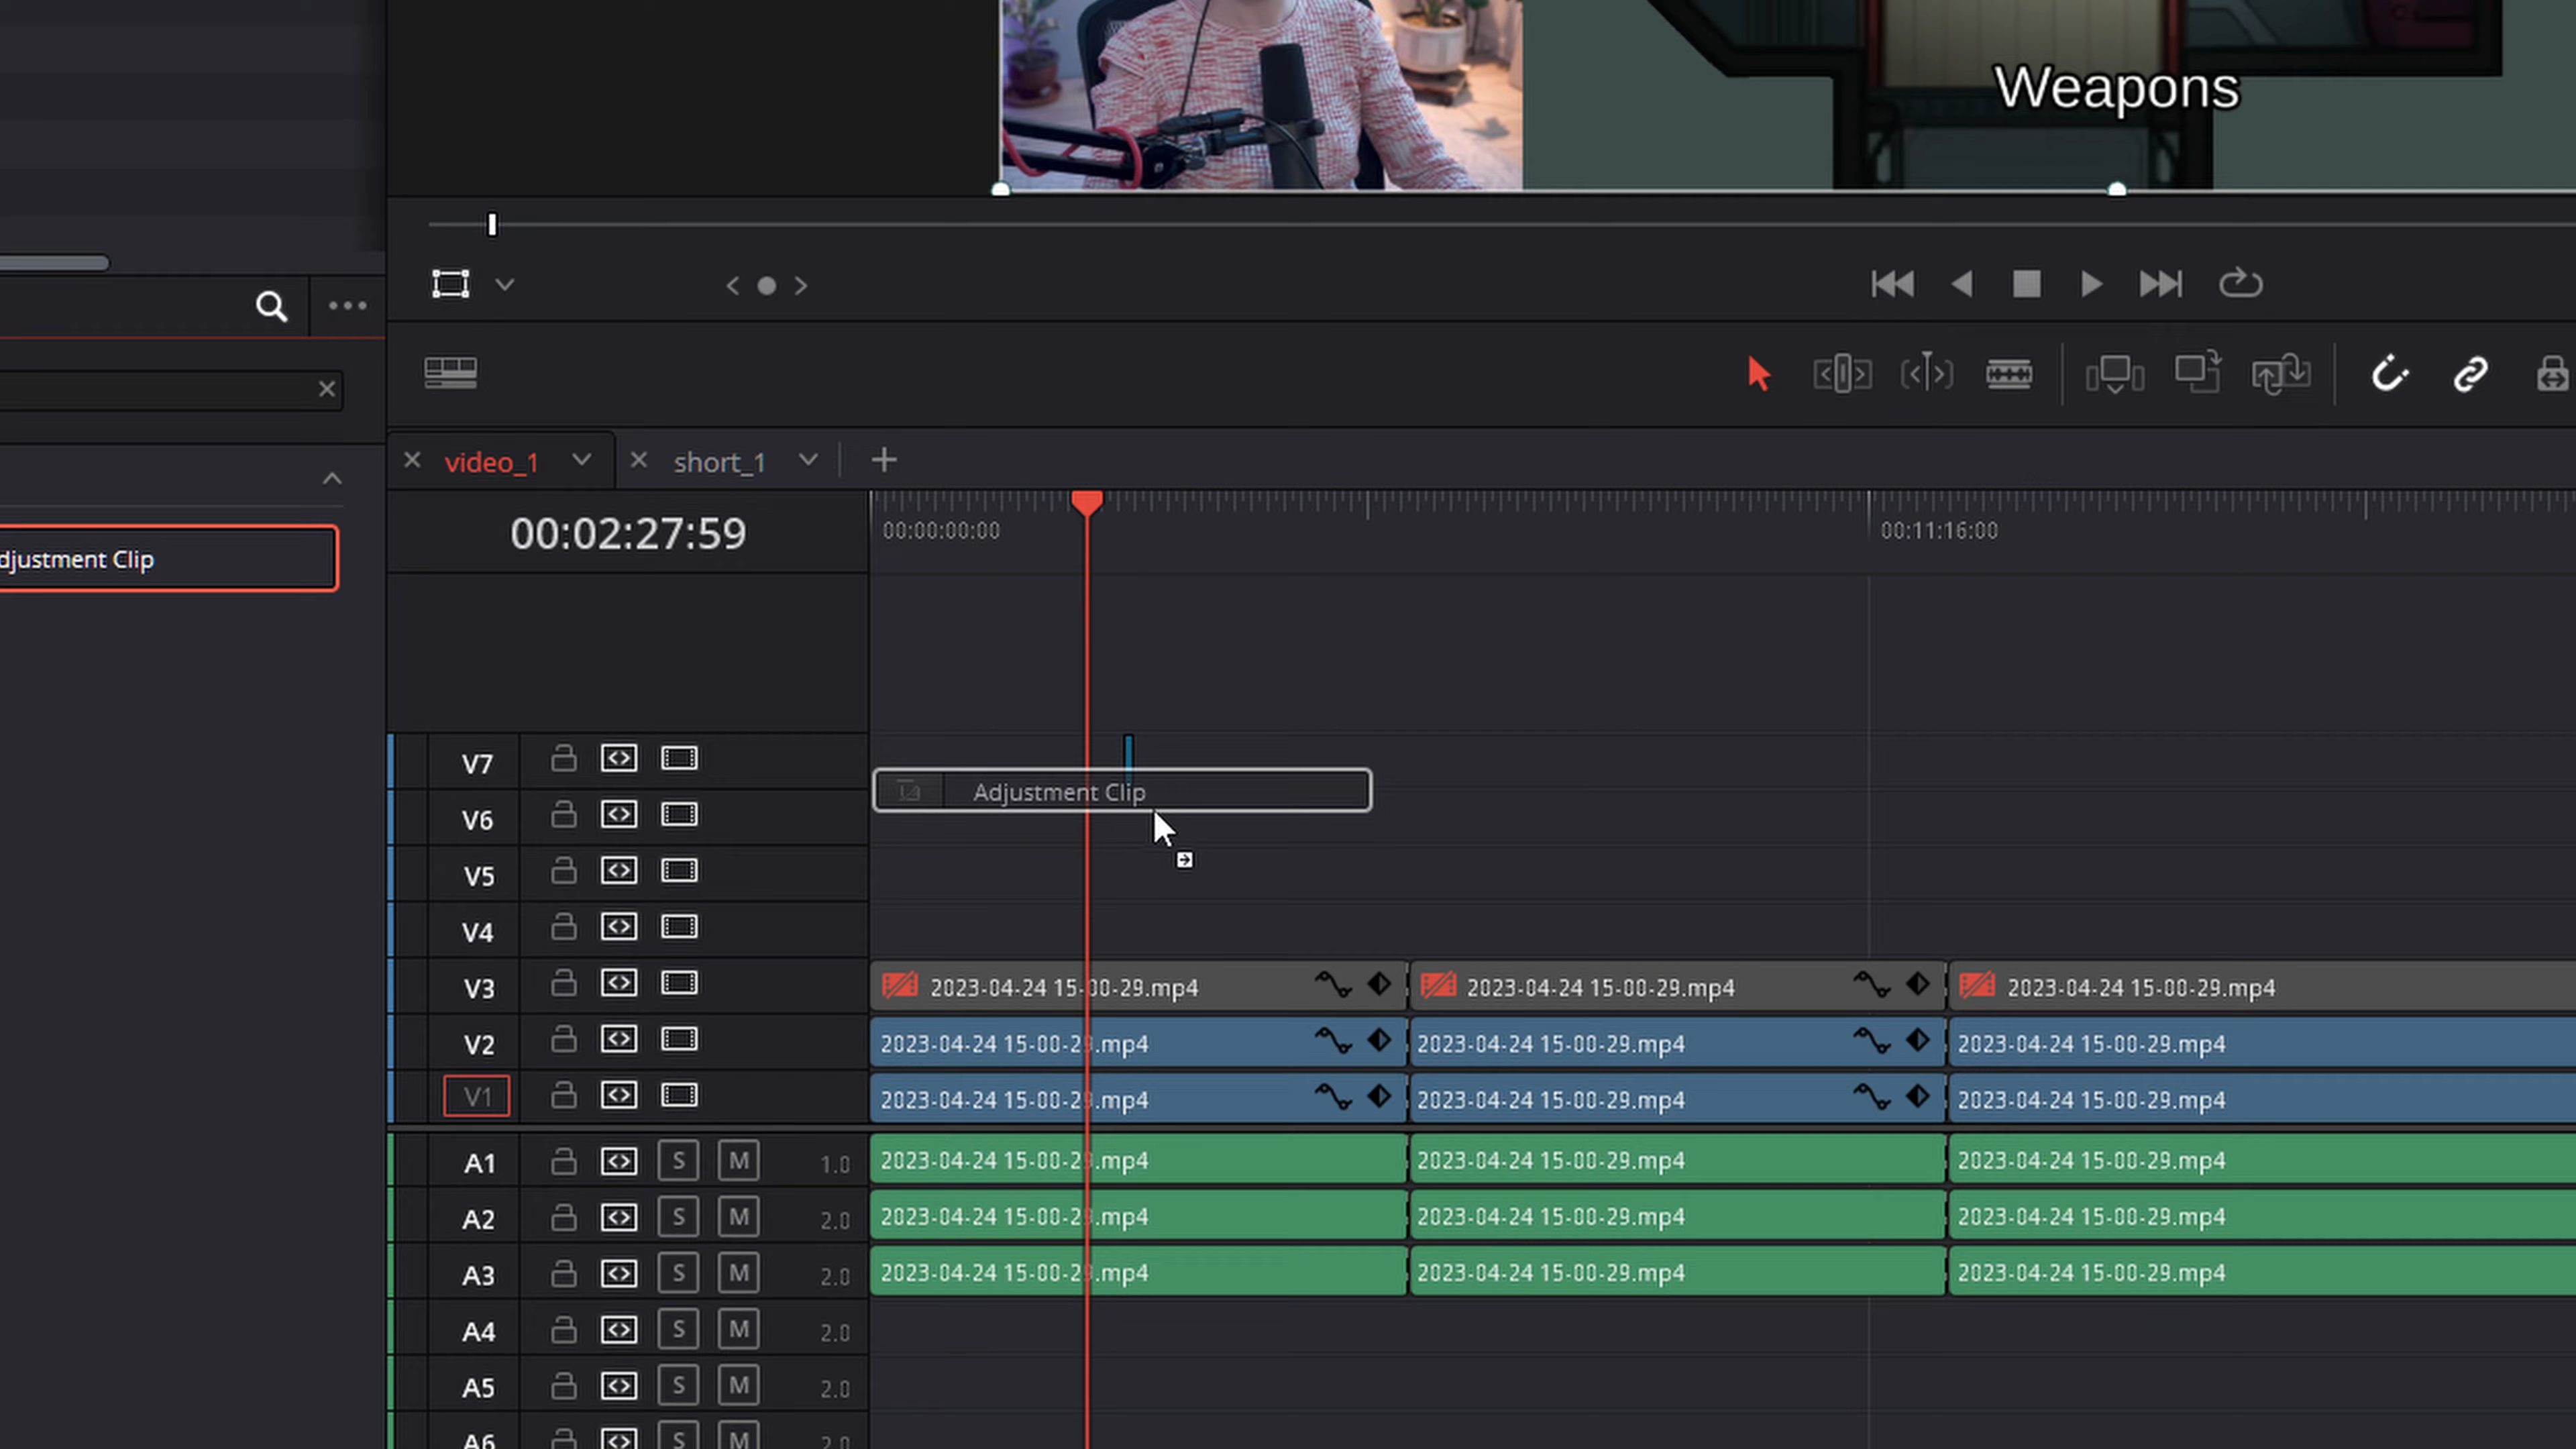 Weapons
video_1
short_1
00:02:27:59
00:00:00:00
00:11:16:00
djustment Clip
V7
Adjustment Clip
V6
V5
V4
V3
2023-04-24 15-00-29.mp4
2023-04-24 15-00-29.mp4
2023-04-24 15-00-29.mp4
V2
2023-04-24 15-00-29.mp4
2023-04-24 15-00-29.mp4
2023-04-24 15-00-29.mp4
V1
2023-04-24 15-00-29.mp4
2023-04-24 15-00-29.mp4
2023-04-24 15-00-29.mp4
A1 S M 1.0
2023-04-24 15-00-29.mp4
2023-04-24 15-00-29.mp4
2023-04-24 15-00-29.mp4
A2 S M 2.0
2023-04-24 15-00-29.mp4
2023-04-24 15-00-29.mp4
2023-04-24 15-00-29.mp4
A3 S M 2.0
2023-04-24 15-00-29.mp4
2023-04-24 15-00-29.mp4
2023-04-24 15-00-29.mp4
A4 S M 2.0
A5 S M 2.0
A6 S M 2.0